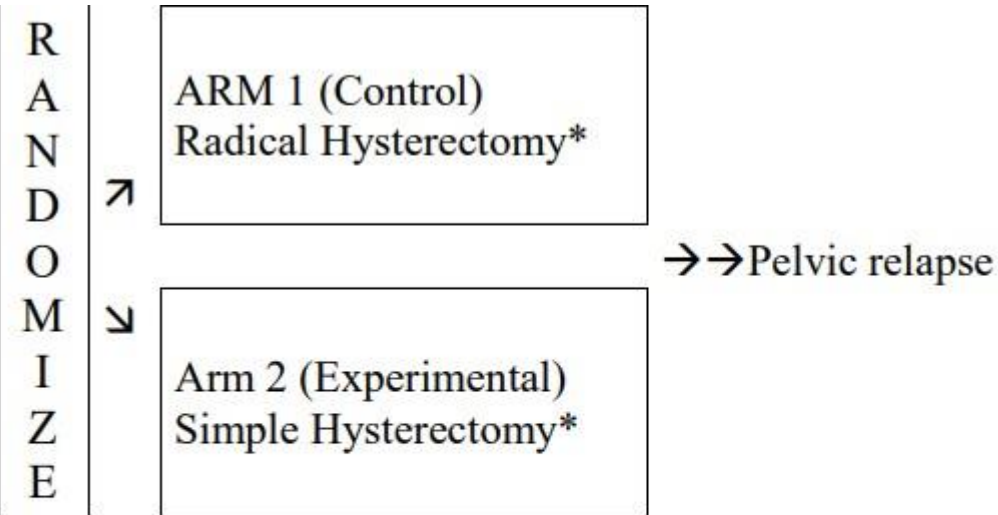 R
A
N
D
O
M
I
Z
E
↗
↘
ARM 1 (Control)
Radical Hysterectomy*
→→Pelvic relapse
Arm 2 (Experimental)
Simple Hysterectomy*